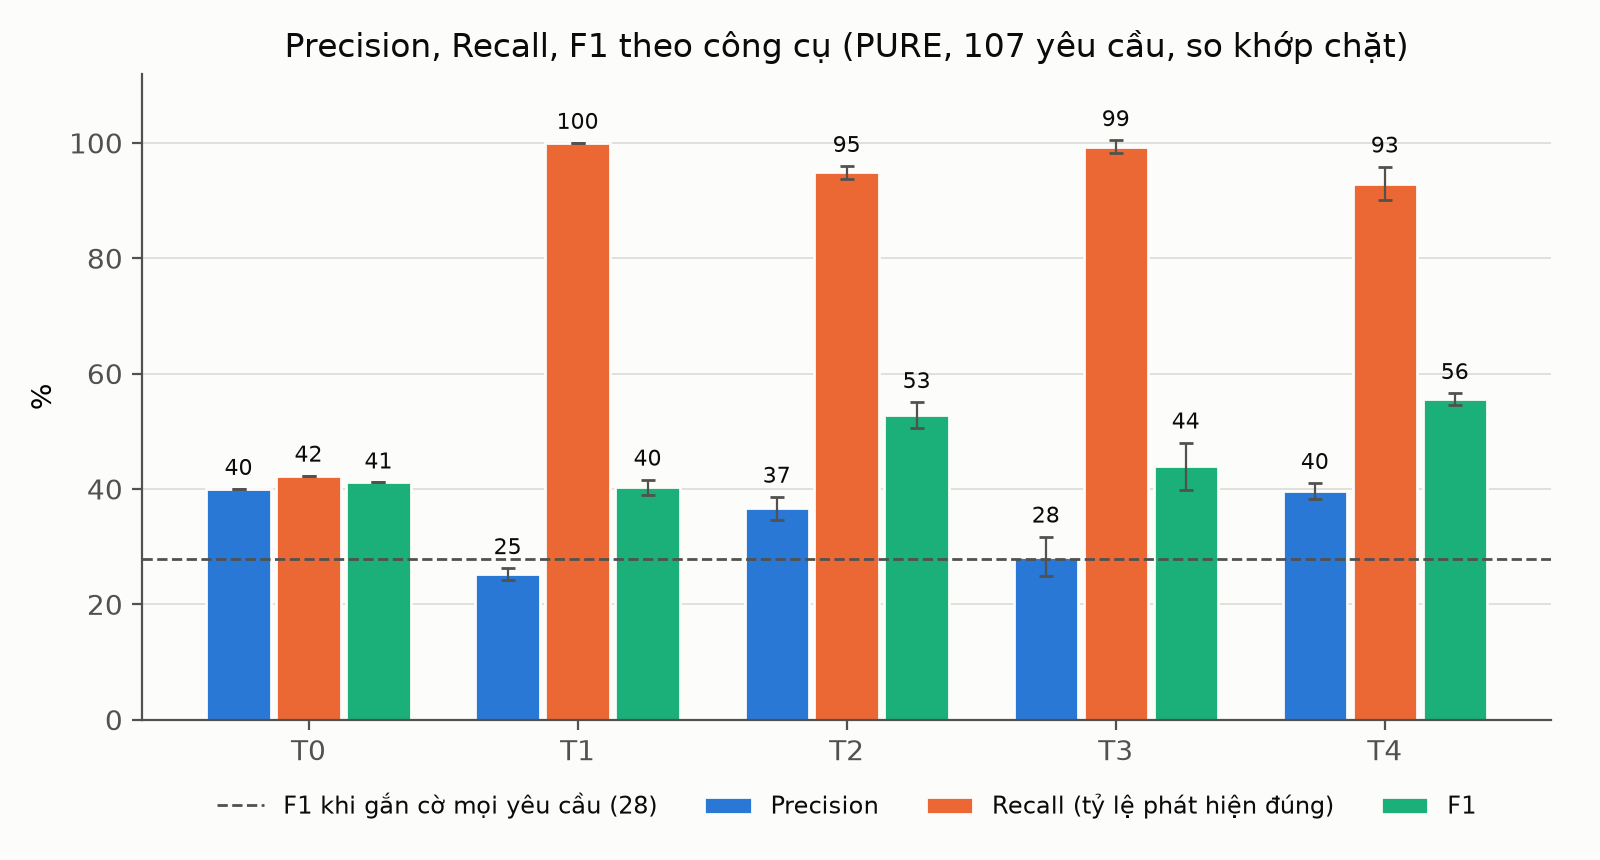 Precision, Recall, F1 theo công cụ (PURE, 107 yêu cầu, so khớp chặt)
%
100
80
60
40
20
0
40 42 41
25 100 40
37 95 53
28 99 44
40 93 56
T0 T1 T2 T3 T4
F1 khi gắn cờ mọi yêu cầu (28) Precision Recall (tỷ lệ phát hiện đúng) F1